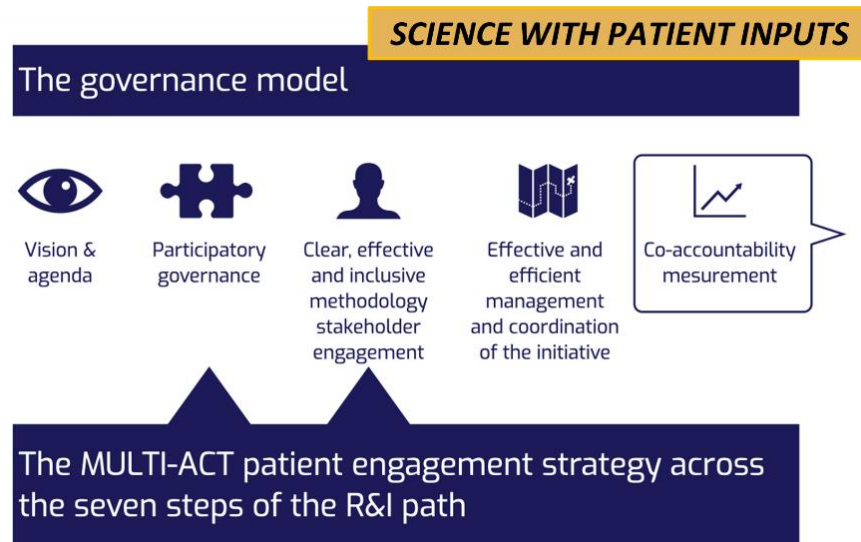 SCIENCE WITH PATIENT INPUTS
The governance model
Vision &
agenda
Participatory
governance
Clear, effective
and inclusive
methodology
stakeholder
engagement
Effective and
efficient
management
and coordination
of the initiative
Co-accountability
mesurement
The MULTI-ACT patient engagement strategy across
the seven steps of the R&I path